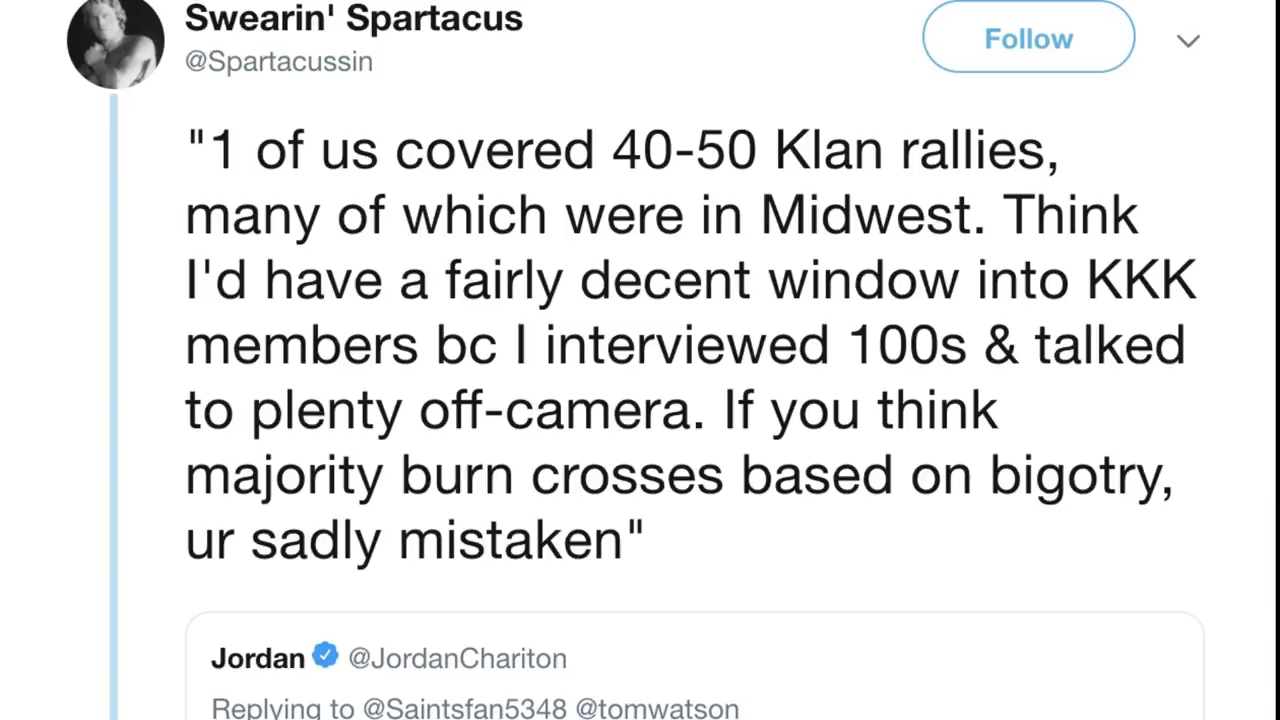 Swearin' Spartacus
@Spartacussin
Follow
"1 of us covered 40-50 Klan rallies,
many of which were in Midwest. Think
I'd have a fairly decent window into KKK
members bc I interviewed 100s & talked
to plenty off-camera. If you think
majority burn crosses based on bigotry,
ur sadly mistaken"
Jordan @JordanChariton
Replying to @Saintsfan5348 @tomwatson